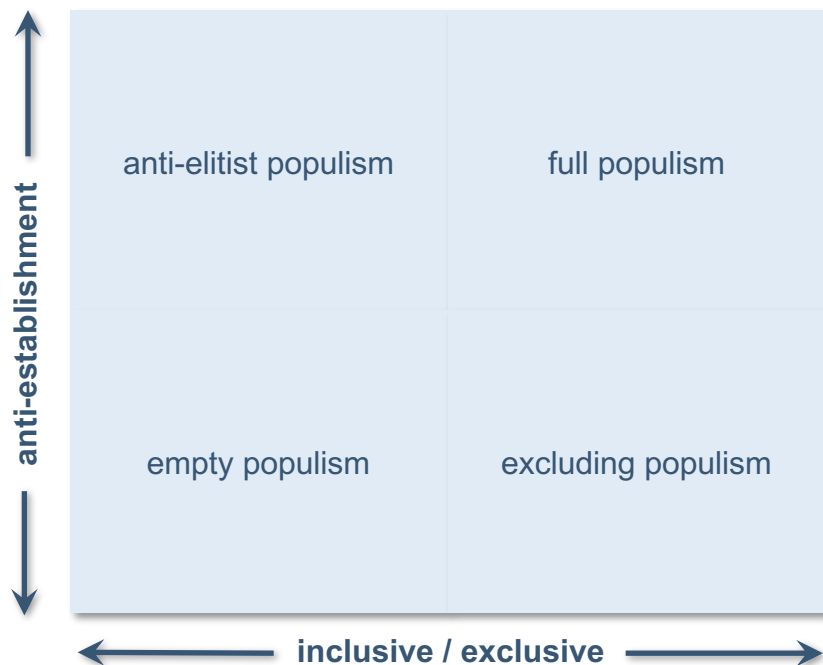 anti-elitist populism
full populism
anti-establishment
empty populism
excluding populism
inclusive / exclusive